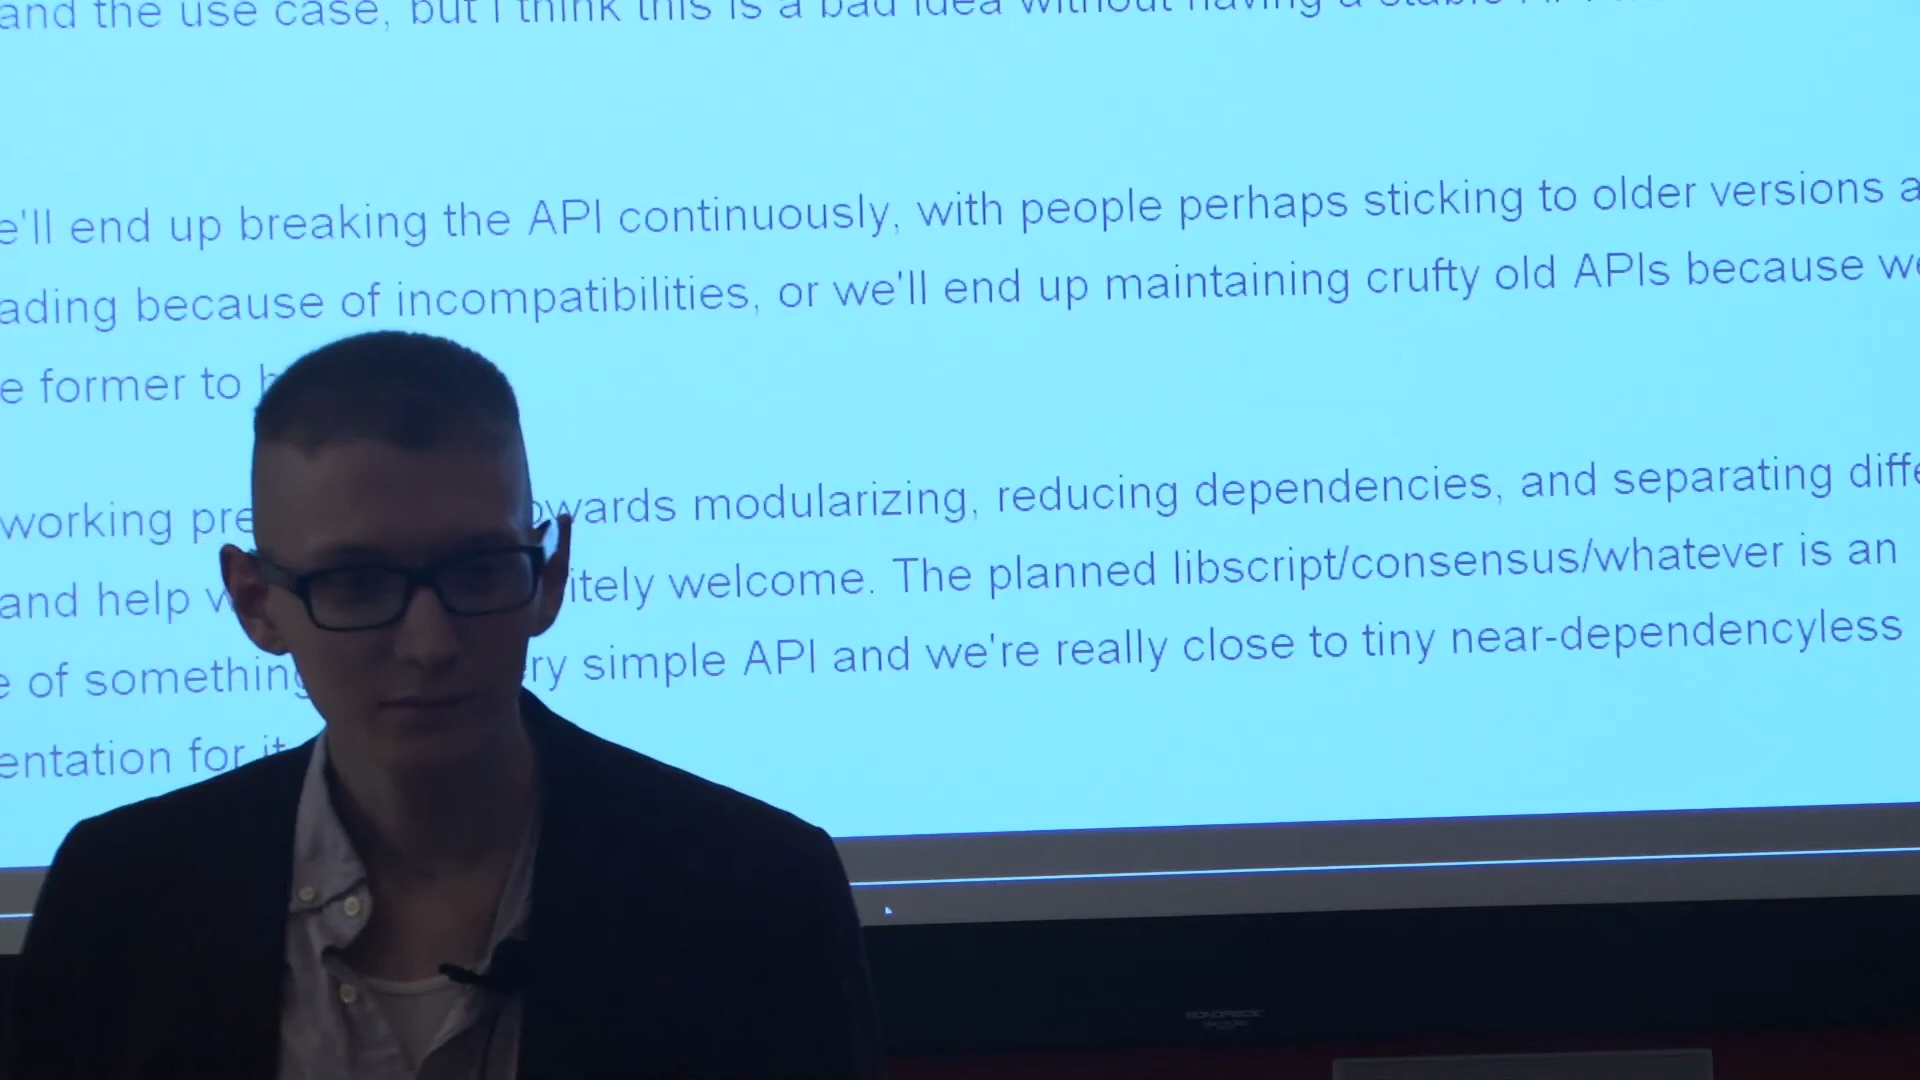 and the use case, but I think this is a bad idea without having a stable API
e'll end up breaking the API continuously, with people perhaps sticking to older versions a
ading because of incompatibilities, or we'll end up maintaining crufty old APIs because we
e former to
working pre owards modularizing, reducing dependencies, and separating diffe
and help w itely welcome. The planned libscript/consensus/whatever is an
e of something ry simple API and we're really close to tiny near-dependencyless
entation for it